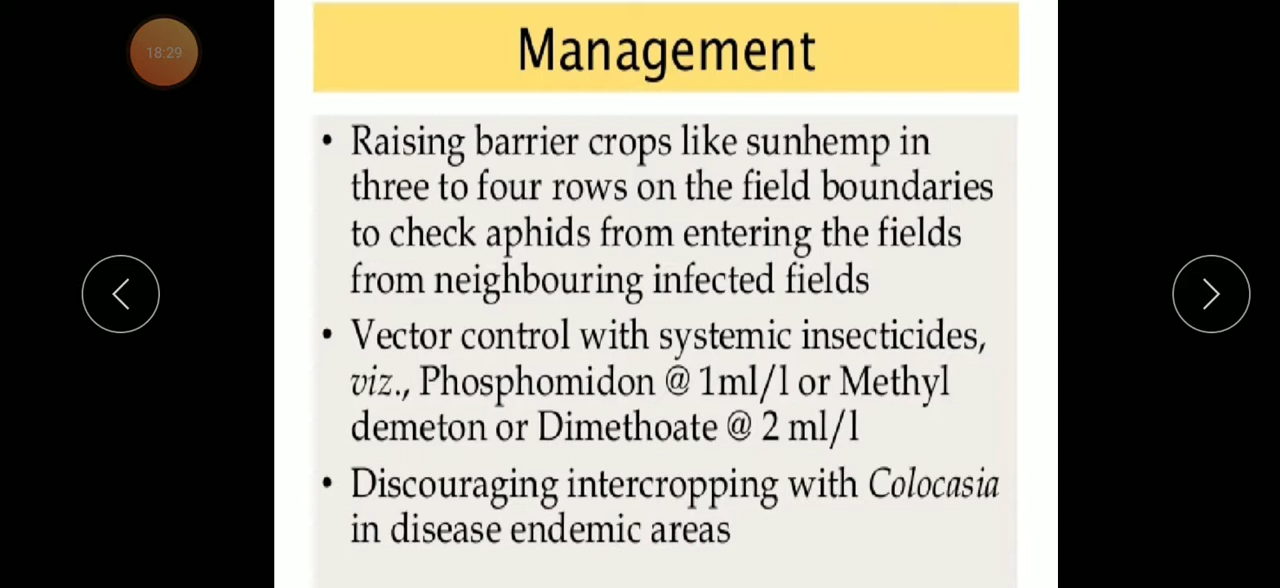 18:29
Management
• Raising barrier crops like sunhemp in
three to four rows on the field boundaries
to check aphids from entering the fields
from neighbouring infected fields
• Vector control with systemic insecticides,
viz., Phosphomidon @ 1ml/l or Methyl
demeton or Dimethoate @ 2 ml/l
• Discouraging intercropping with Colocasia
in disease endemic areas